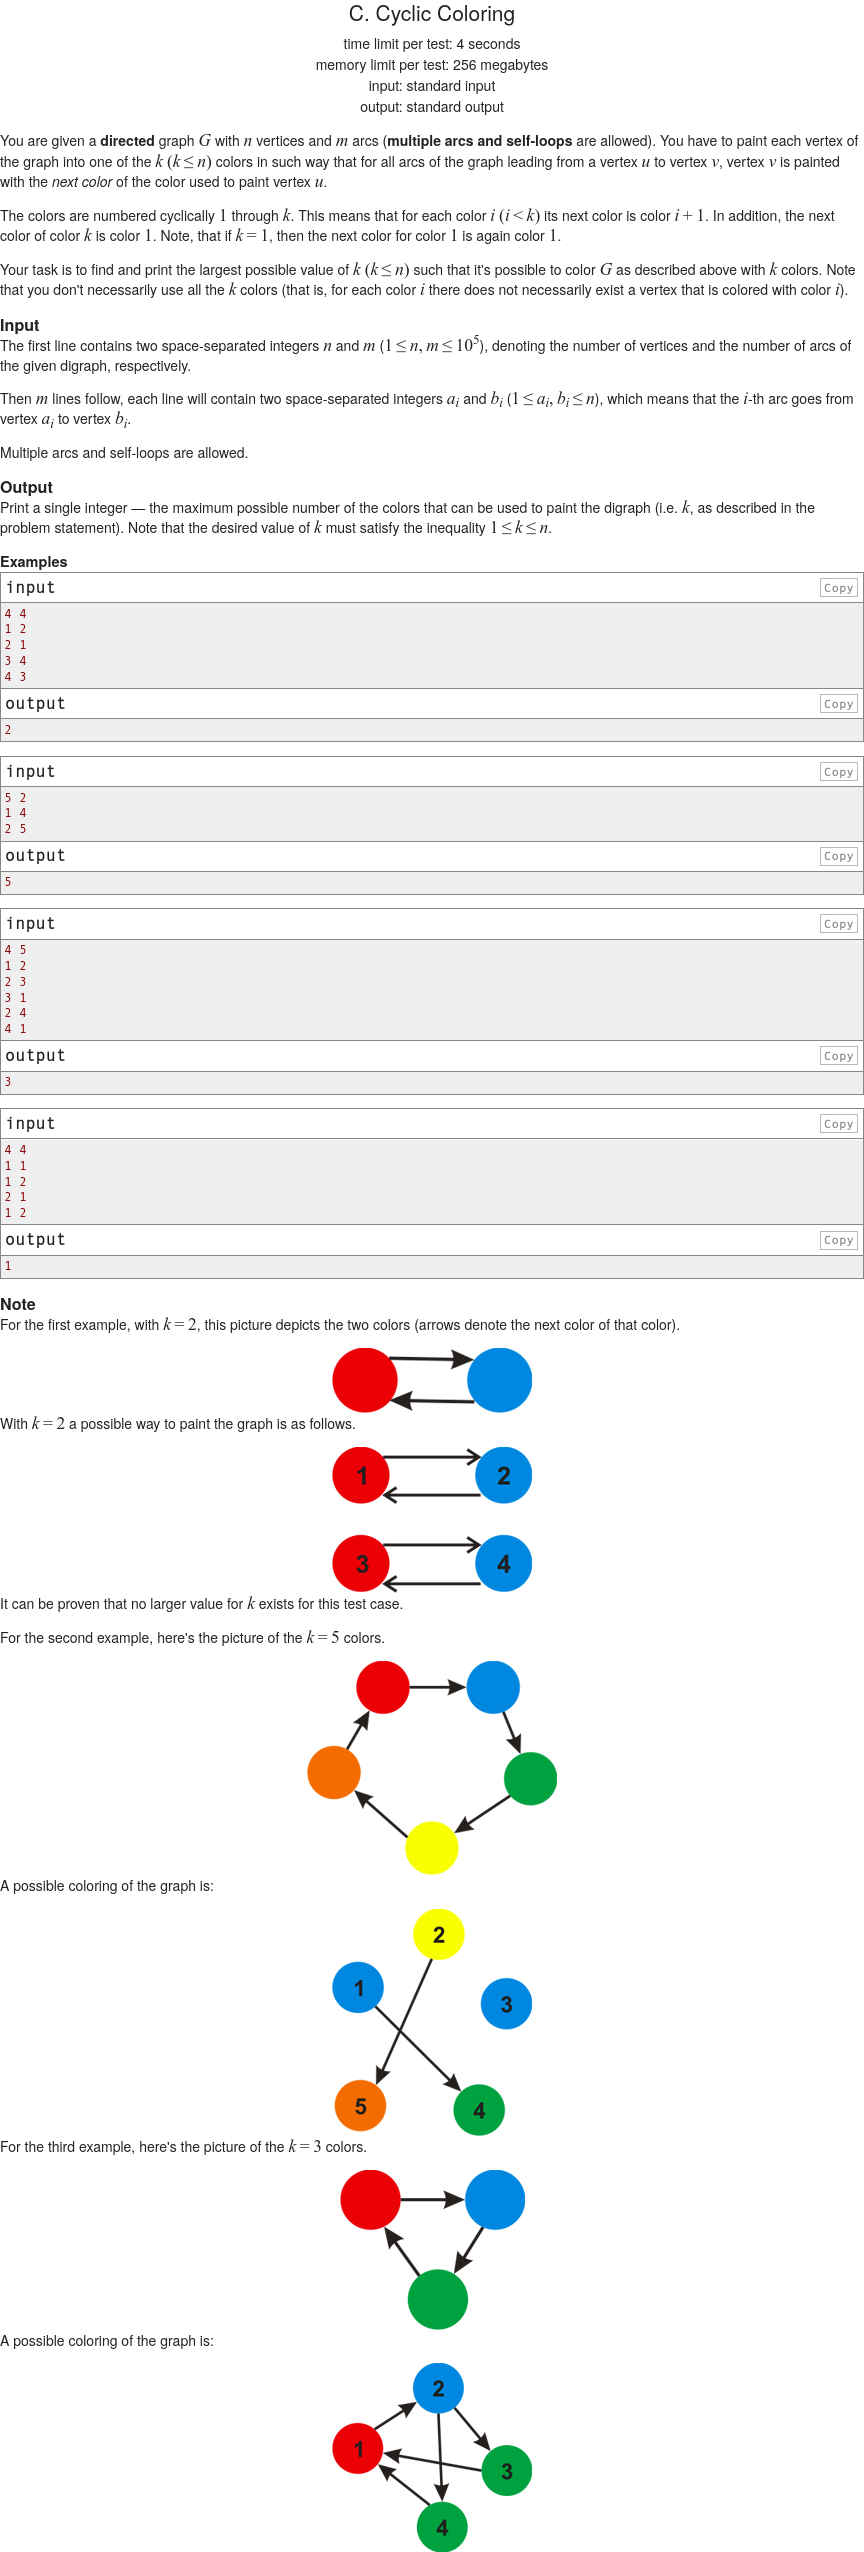 C. Cyclic Coloring
time limit per test: 4 seconds
memory limit per test: 256 megabytes
input: standard input
output: standard output
You are given a directed graph G with n vertices and m arcs (multiple arcs and self-loops are allowed). You have to paint each vertex of
the graph into one of the k (k ≤ n) colors in such way that for all arcs of the graph leading from a vertex u to vertex v, vertex v is painted
with the next color of the color used to paint vertex u.
The colors are numbered cyclically 1 through k. This means that for each color i (i < k) its next color is color i + 1. In addition, the next
color of color k is color 1. Note, that if k = 1, then the next color for color 1 is again color 1.
Your task is to find and print the largest possible value of k (k ≤ n) such that it's possible to color G as described above with k colors. Note
that you don't necessarily use all the k colors (that is, for each color i there does not necessarily exist a vertex that is colored with color i).
Input
The first line contains two space-separated integers n and m (1 ≤ n, m ≤ 10⁵), denoting the number of vertices and the number of arcs of
the given digraph, respectively.
Then m lines follow, each line will contain two space-separated integers aᵢ and bᵢ (1 ≤ aᵢ, bᵢ ≤ n), which means that the i-th arc goes from
vertex aᵢ to vertex bᵢ.
Multiple arcs and self-loops are allowed.
Output
Print a single integer — the maximum possible number of the colors that can be used to paint the digraph (i.e. k, as described in the
problem statement). Note that the desired value of k must satisfy the inequality 1 ≤ k ≤ n.
Examples
input Copy
4 4
1 2
2 1
3 4
4 3
output Copy
2
input Copy
5 2
1 4
2 5
output Copy
5
input Copy
4 5
1 2
2 3
3 1
2 4
4 1
output Copy
3
input Copy
4 4
1 1
1 2
2 1
1 2
output Copy
1
Note
For the first example, with k = 2, this picture depicts the two colors (arrows denote the next color of that color).
With k = 2 a possible way to paint the graph is as follows.
1 2
3 4
It can be proven that no larger value for k exists for this test case.
For the second example, here's the picture of the k = 5 colors.
A possible coloring of the graph is:
2
1
3
5
4
For the third example, here's the picture of the k = 3 colors.
A possible coloring of the graph is:
2
1
3
4